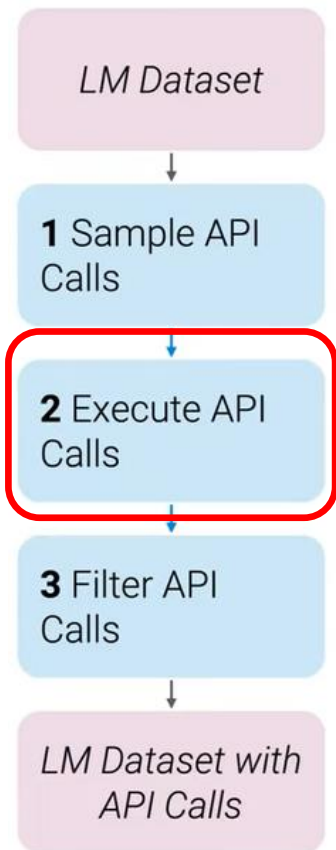 LM Dataset
1 Sample API
Calls
2 Execute API
Calls
3 Filter API
Calls
LM Dataset with
API Calls